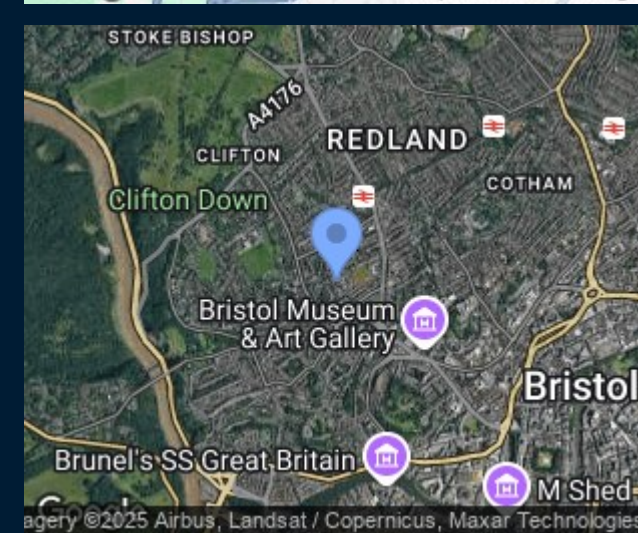 STOKE BISHOP
A4176
REDLAND
CLIFTON
COTHAM
Clifton Down
Bristol Museum
& Art Gallery
Bristol
Brunel's SS Great Britain
M Shed
Google
agery ©2025 Airbus, Landsat / Copernicus, Maxar Technologies